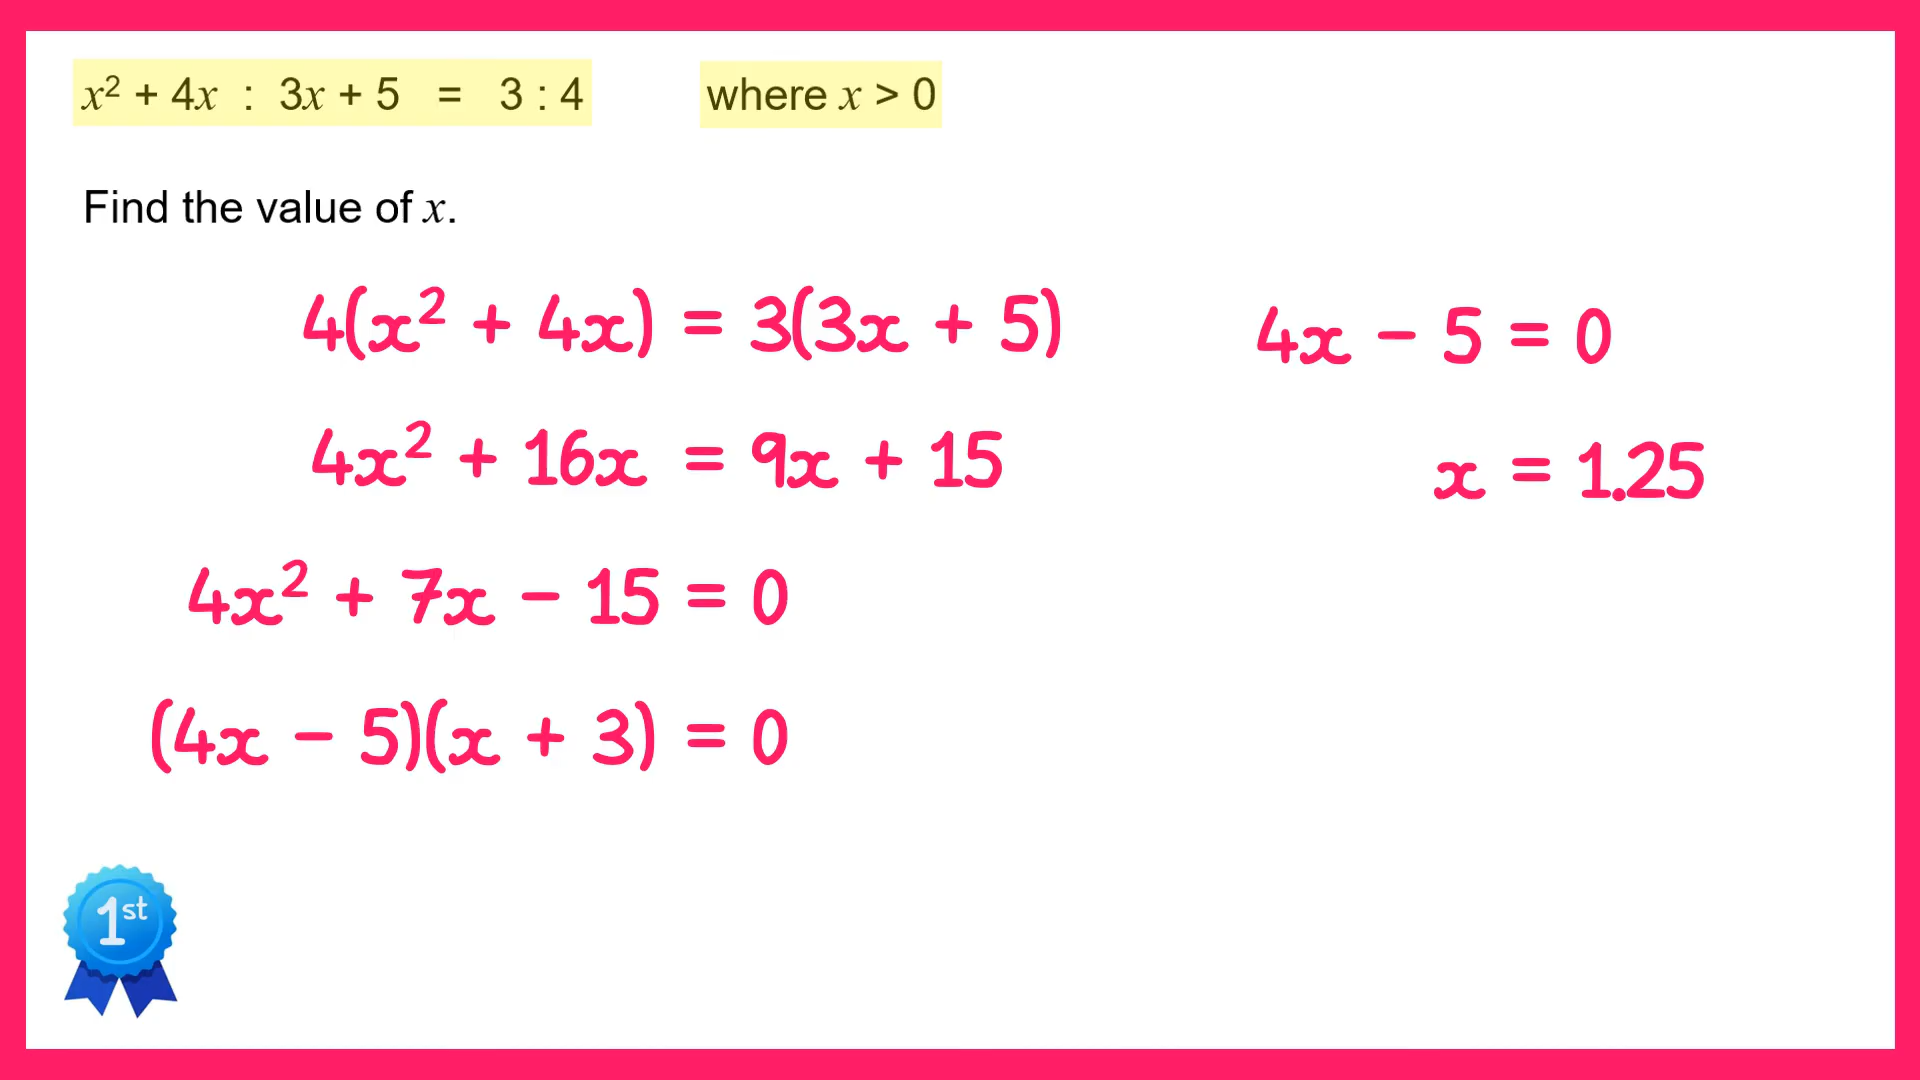 x² + 4x : 3x + 5 = 3 : 4 where x > 0
Find the value of x.
4(x² + 4x) = 3(3x + 5)
4x² + 16x = 9x + 15
4x² + 7x − 15 = 0
(4x − 5)(x + 3) = 0
4x − 5 = 0
x = 1.25
1st